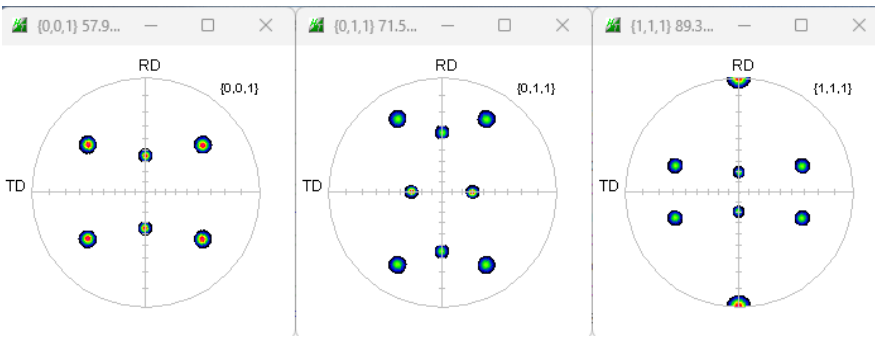 {0,0,1} 57.9...
RD
{0,0,1}
TD
{0,1,1} 71.5...
RD
{0,1,1}
TD
{1,1,1} 89.3...
RD
{1,1,1}
TD